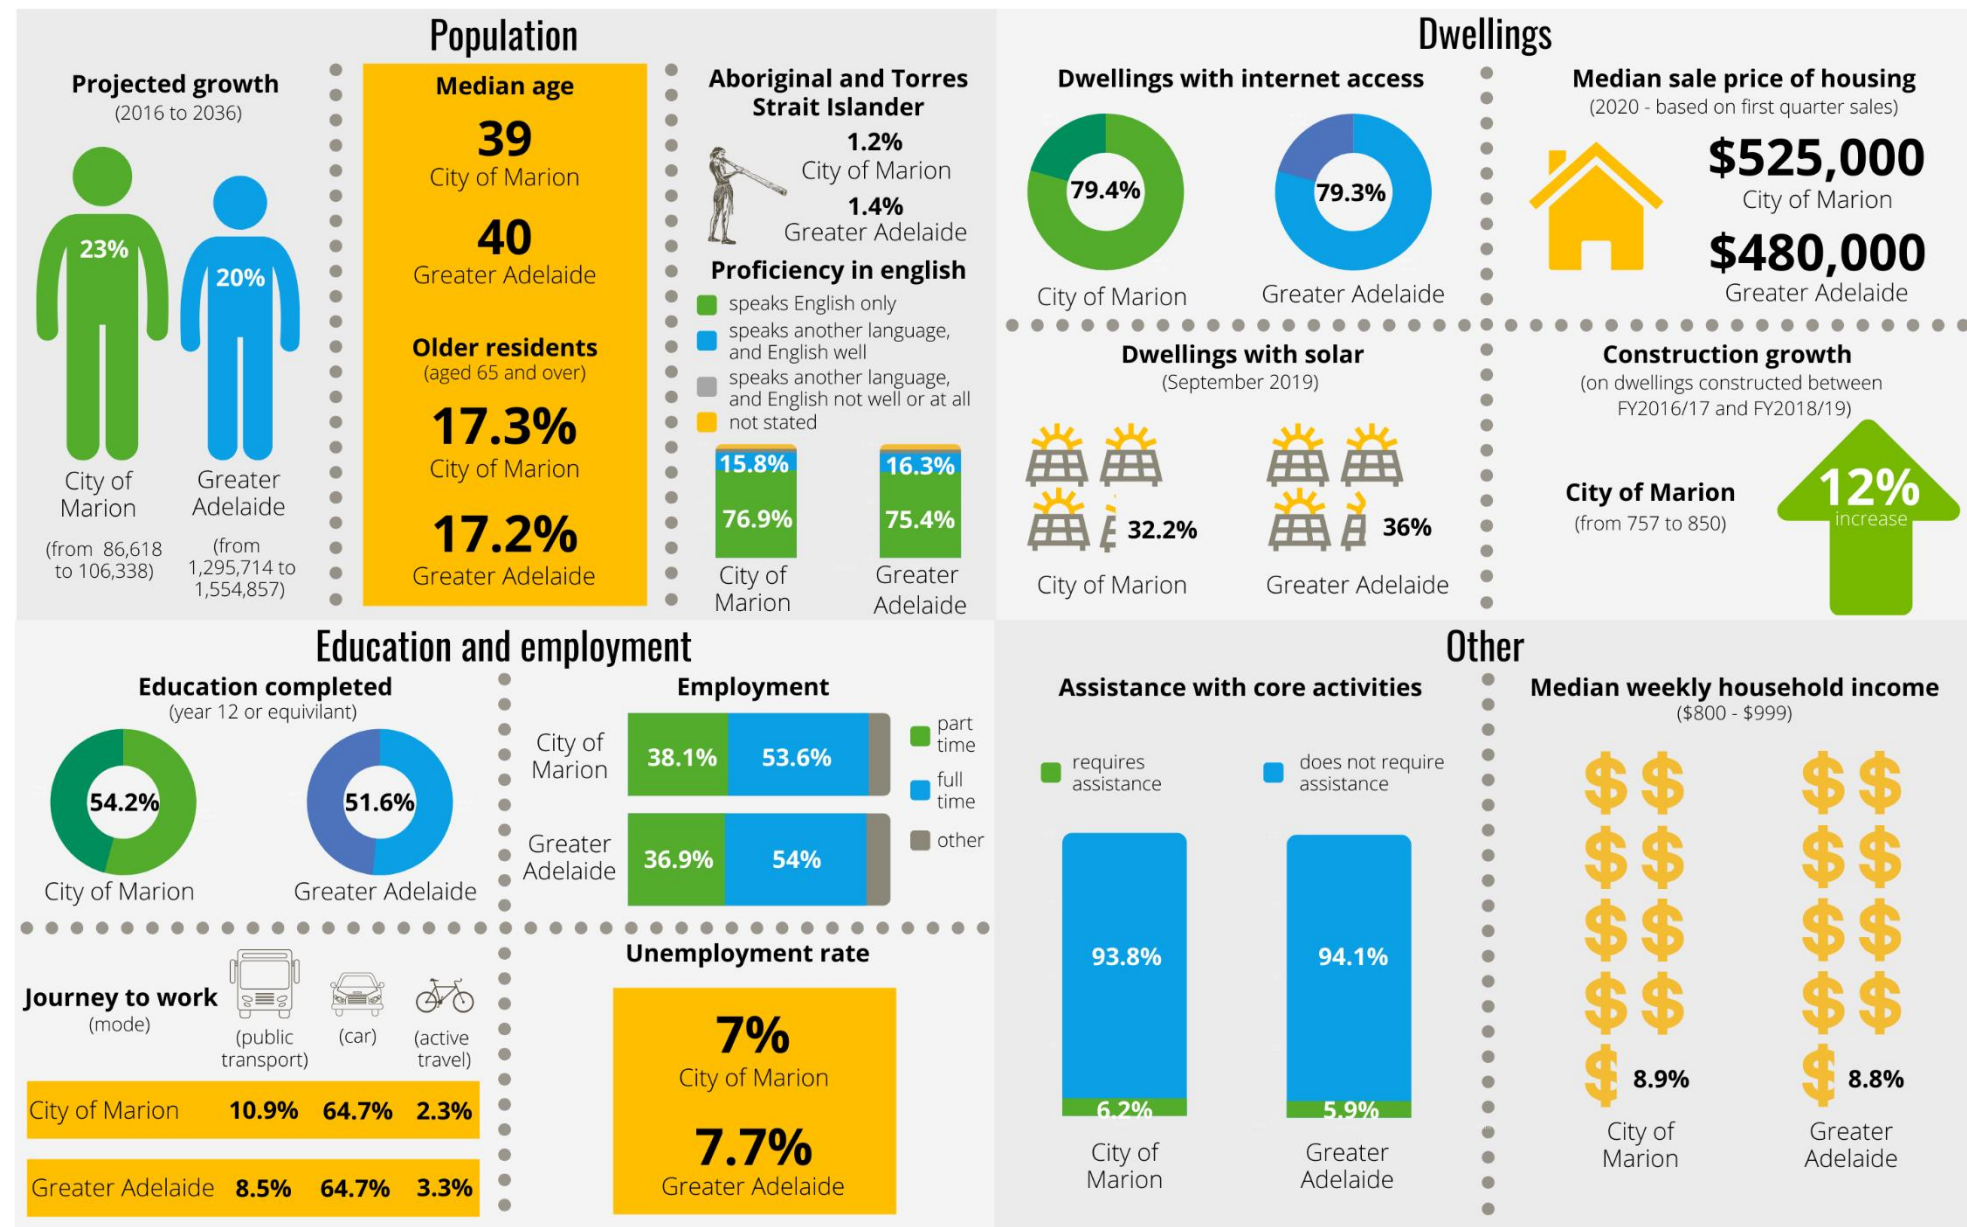 Population
Projected growth
(2016 to 2036)
23%
20%
City of
Marion
(from 86,618
to 106,338)
Greater
Adelaide
(from
1,295,714 to
1,554,857)
Median age
39
City of Marion
40
Greater Adelaide
Older residents
(aged 65 and over)
17.3%
City of Marion
17.2%
Greater Adelaide
Aboriginal and Torres
Strait Islander
1.2%
City of Marion
1.4%
Greater Adelaide
Proficiency in english
speaks English only
speaks another language,
and English well
speaks another language,
and English not well or at all
not stated
15.8%
76.9%
City of
Marion
16.3%
75.4%
Greater
Adelaide
Dwellings
Dwellings with internet access
79.4%
City of Marion
79.3%
Greater Adelaide
Median sale price of housing
(2020 - based on first quarter sales)
$525,000
City of Marion
$480,000
Greater Adelaide
Dwellings with solar
(September 2019)
32.2%
City of Marion
36%
Greater Adelaide
Construction growth
(on dwellings constructed between
FY2016/17 and FY2018/19)
City of Marion
(from 757 to 850)
12%
increase
Education and employment
Education completed
(year 12 or equivilant)
54.2%
City of Marion
51.6%
Greater Adelaide
Employment
City of
Marion
38.1% 53.6%
Greater
Adelaide
36.9% 54%
part
time
full
time
other
Journey to work
(mode)
(public
transport)
(car)
(active
travel)
City of Marion 10.9% 64.7% 2.3%
Greater Adelaide 8.5% 64.7% 3.3%
Unemployment rate
7%
City of Marion
7.7%
Greater Adelaide
Other
Assistance with core activities
requires
assistance
does not require
assistance
93.8%
6.2%
City of
Marion
94.1%
5.9%
Greater
Adelaide
Median weekly household income
($800 - $999)
$ $
$ $
$ $
$ $
$ 8.9%
City of
Marion
$ $
$ $
$ $
$ $
$ 8.8%
Greater
Adelaide